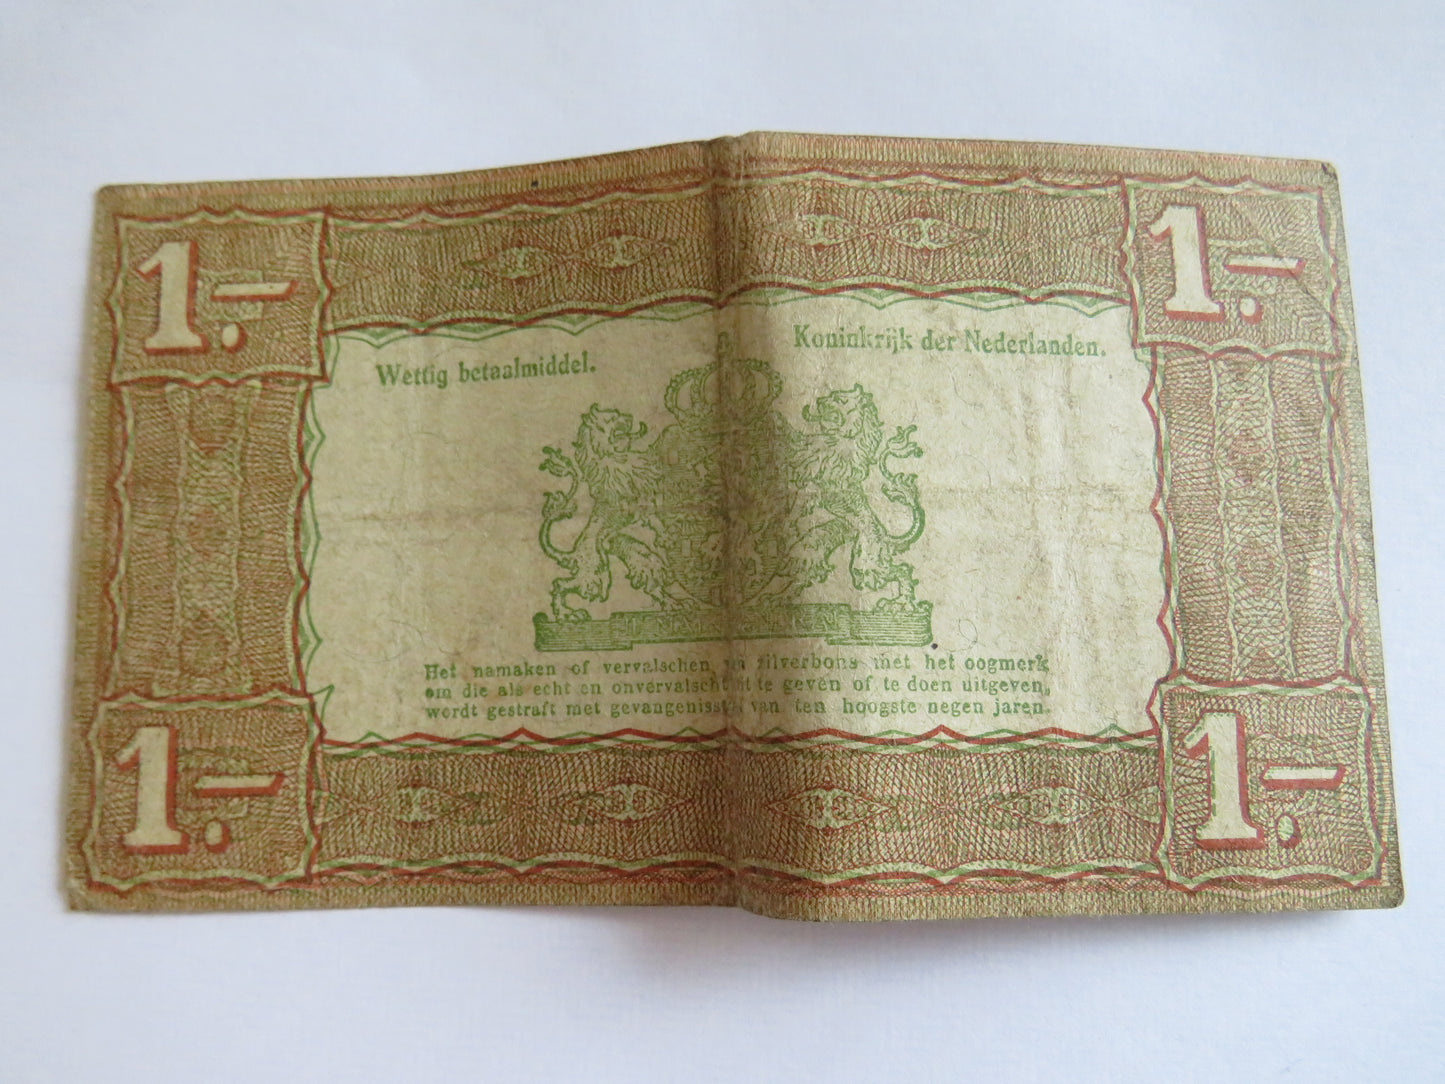 1.-
1.-
Wettig betaalmiddel.
Koninkrijk der Nederlanden.
Het namaken of vervalschen zilverbons met het oogmerk
om die als echt en onvervalscht te geven of te doen uitgeven,
wordt gestraft met gevangenisstraf van ten hoogste negen jaren.
1.-
1.-